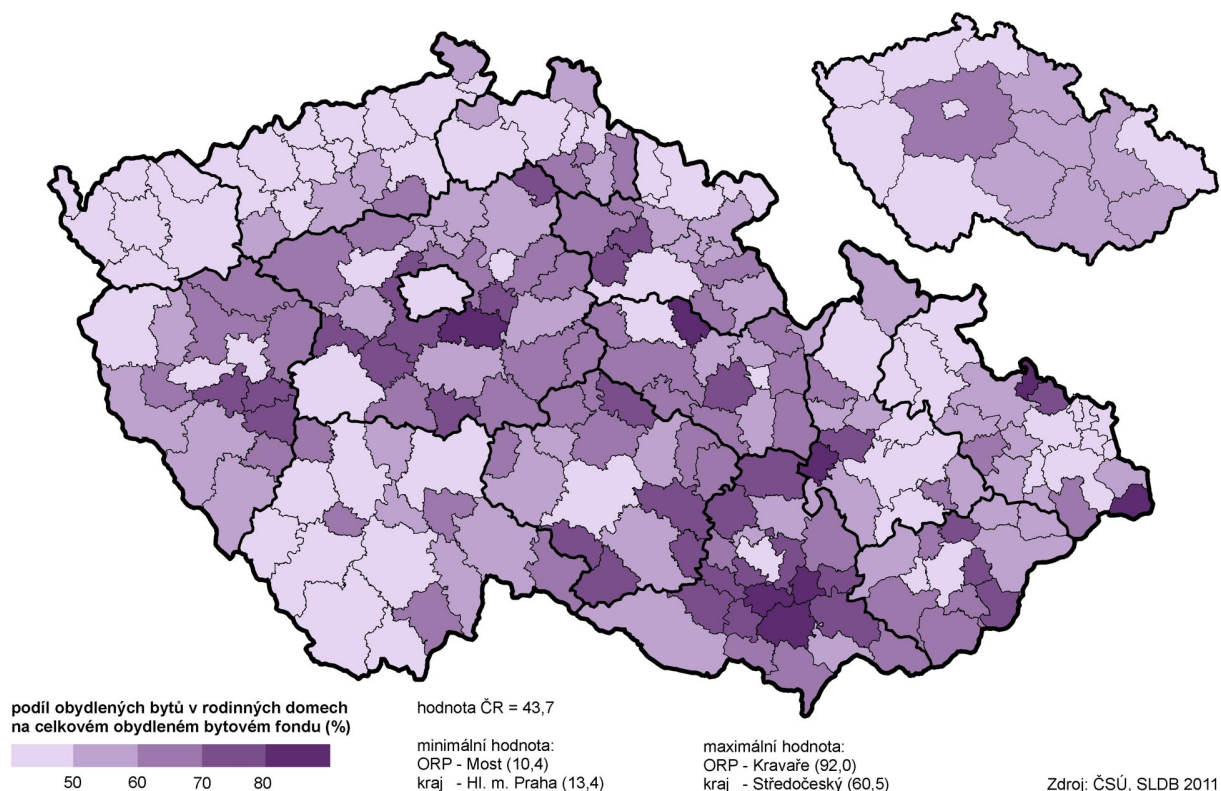 podíl obydlených bytů v rodinných domech
na celkovém obydleném bytovém fondu (%)
50 60 70 80
hodnota ČR = 43,7
minimální hodnota:
ORP - Most (10,4)
kraj - Hl. m. Praha (13,4)
maximální hodnota:
ORP - Kravaře (92,0)
kraj - Středočeský (60,5)
Zdroj: ČSÚ, SLDB 2011